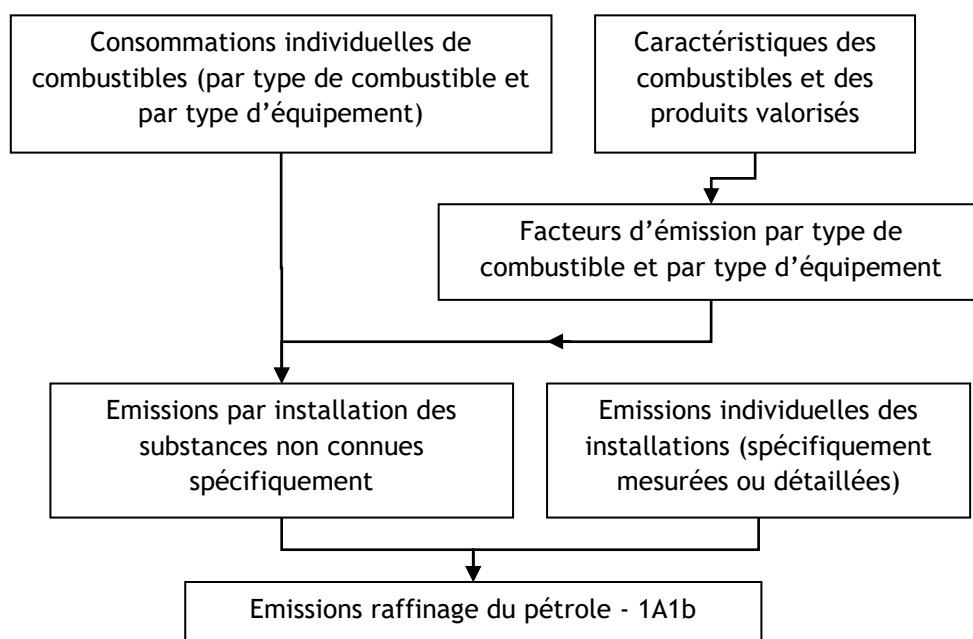 Consommations individuelles de
combustibles (par type de combustible et
par type d’équipement)
Caractéristiques des
combustibles et des
produits valorisés
Facteurs d’émission par type de
combustible et par type d’équipement
Emissions par installation des
substances non connues
spécifiquement
Emissions individuelles des
installations (spécifiquement
mesurées ou détaillées)
Emissions raffinage du pétrole - 1A1b